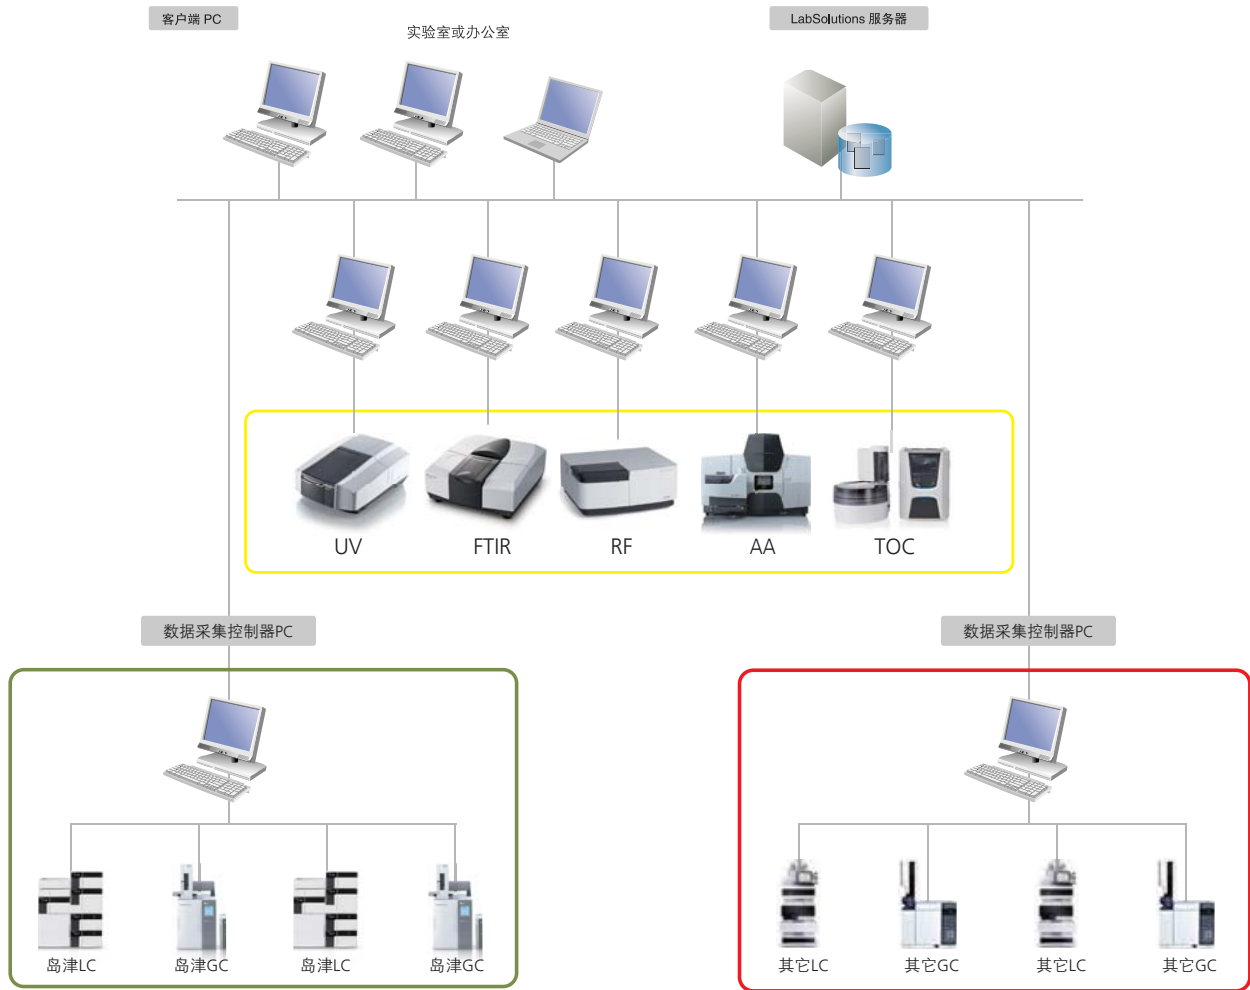 客户端 PC
实验室或办公室
LabSolutions 服务器
UV
FTIR
RF
AA
TOC
数据采集控制器PC
数据采集控制器PC
岛津LC
岛津GC
岛津LC
岛津GC
其它LC
其它GC
其它LC
其它GC